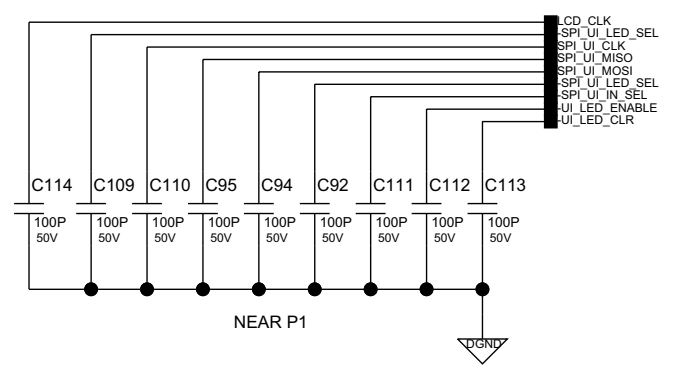 LCD_CLK
-SPI_UI_LED_SEL
SPI_UI_CLK
SPI_UI_MISO
SPI_UI_MOSI
-SPI_UI_LED_SEL
-SPI_UI_IN_SEL
UI_LED_ENABLE
-UI_LED_CLR
C114 C109 C110 C95 C94 C92 C111 C112 C113
100P 100P 100P 100P 100P 100P 100P 100P 100P
50V 50V 50V 50V 50V 50V 50V 50V 50V
NEAR P1
DGND